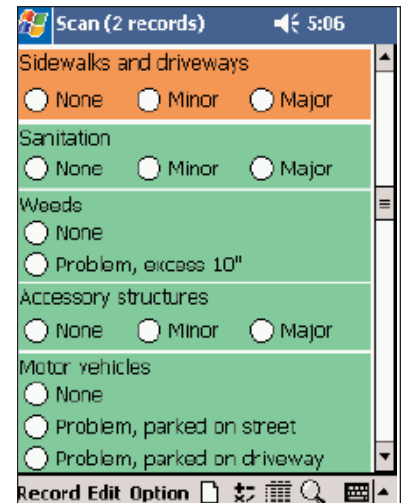 Scan (2 records) 5:06
Sidewalks and driveways
None Minor Major
Sanitation
None Minor Major
Weeds
None
Problem, excess 10"
Accessory structures
None Minor Major
Motor vehicles
None
Problem, parked on street
Problem, parked on driveway
Record Edit Option